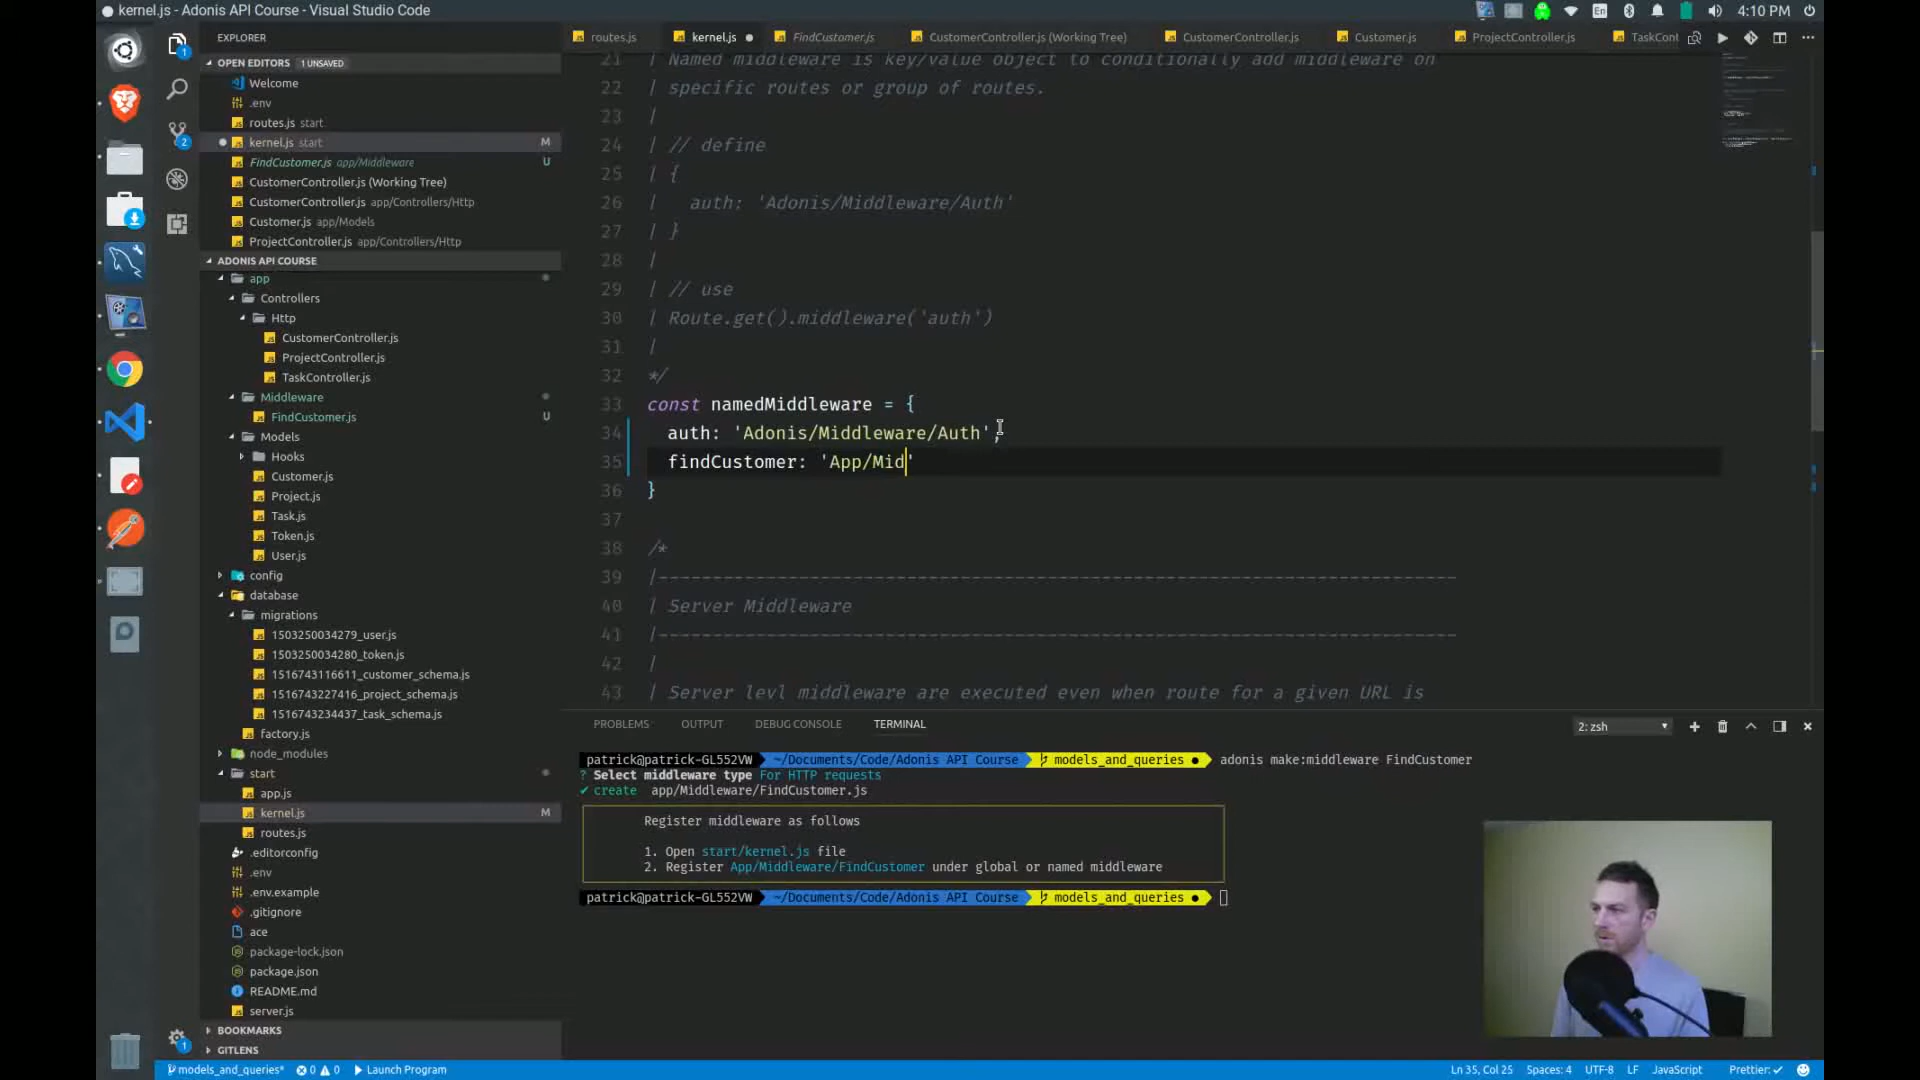 kernel.js - Adonis API Course - Visual Studio Code
En
4:10 PM
EXPLORER
OPEN EDITORS 1 UNSAVED
Welcome
.env
routes.js start
kernel.js start M
FindCustomer.js app/Middleware U
CustomerController.js (Working Tree)
CustomerController.js app/Controllers/Http
Customer.js app/Models
ProjectController.js app/Controllers/Http
ADONIS API COURSE
app
Controllers
Http
CustomerController.js
ProjectController.js
TaskController.js
Middleware
FindCustomer.js U
Models
Hooks
Customer.js
Project.js
Task.js
Token.js
User.js
config
database
migrations
1503250034279_user.js
1503250034280_token.js
1516743116611_customer_schema.js
1516743227416_project_schema.js
1516743234437_task_schema.js
factory.js
node_modules
start
app.js
kernel.js M
routes.js
.editorconfig
.env
.env.example
.gitignore
ace
package-lock.json
package.json
README.md
server.js
BOOKMARKS
GITLENS
routes.js kernel.js FindCustomer.js CustomerController.js (Working Tree) CustomerController.js Customer.js ProjectController.js TaskCont
21 | Named middleware is key/value object to conditionally add middleware on
22 | specific routes or group of routes.
23 |
24 | // define
25 | {
26 |   auth: 'Adonis/Middleware/Auth'
27 | }
28 |
29 | // use
30 | Route.get().middleware('auth')
31 |
32 */
33 const namedMiddleware = {
34   auth: 'Adonis/Middleware/Auth',
35   findCustomer: 'App/Mid'
36 }
37
38 /*
39 |--------------------------------------------------------------------------
40 | Server Middleware
41 |--------------------------------------------------------------------------
42 |
43 | Server levl middleware are executed even when route for a given URL is
PROBLEMS OUTPUT DEBUG CONSOLE TERMINAL 2: zsh
patrick@patrick-GL552VW ~/Documents/Code/Adonis API Course models_and_queries ● adonis make:middleware FindCustomer
? Select middleware type For HTTP requests
✔ create app/Middleware/FindCustomer.js
Register middleware as follows
1. Open start/kernel.js file
2. Register App/Middleware/FindCustomer under global or named middleware
patrick@patrick-GL552VW ~/Documents/Code/Adonis API Course models_and_queries ●
models_and_queries* 0 0 Launch Program Ln 35, Col 25 Spaces: 4 UTF-8 LF JavaScript Prettier: ✓